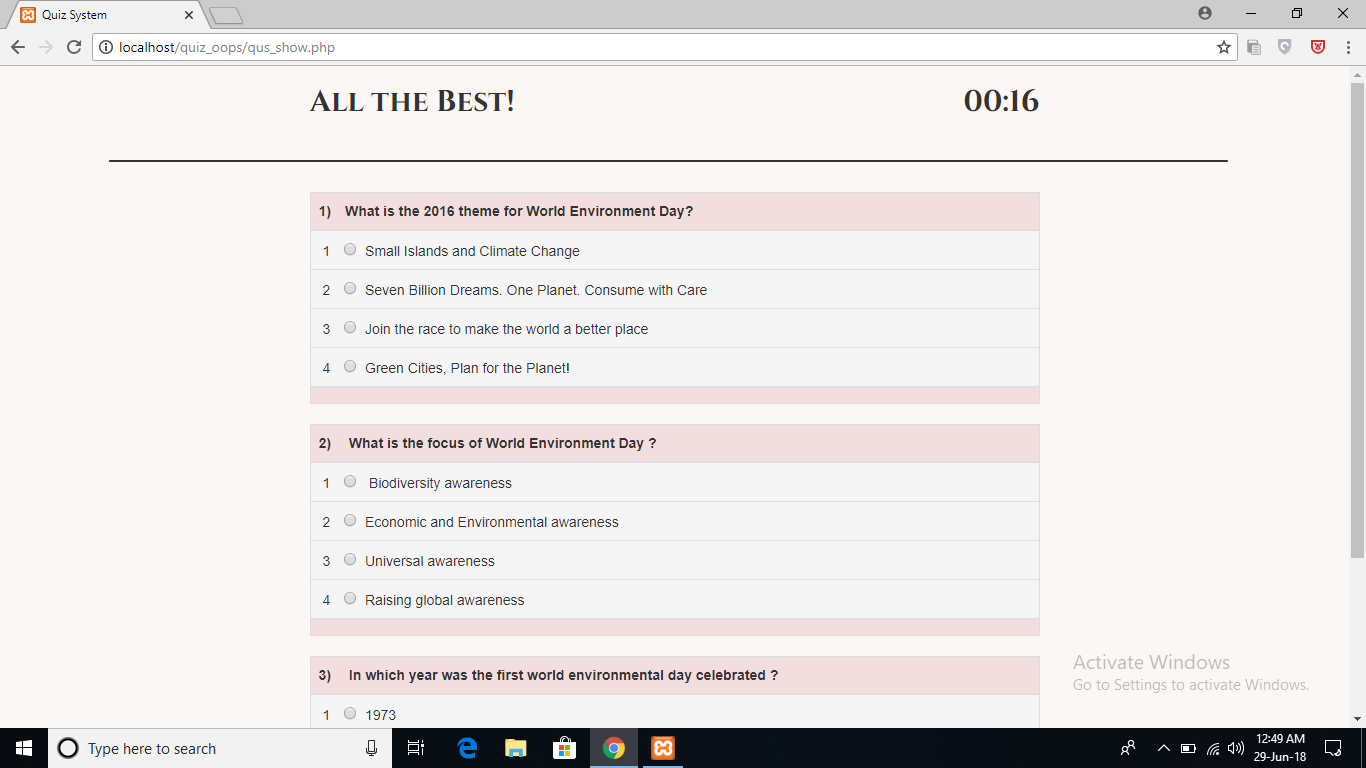 Quiz System
localhost/quiz_oops/qus_show.php
All the Best! 00:16
1) What is the 2016 theme for World Environment Day?
1 Small Islands and Climate Change
2 Seven Billion Dreams. One Planet. Consume with Care
3 Join the race to make the world a better place
4 Green Cities, Plan for the Planet!
2) What is the focus of World Environment Day ?
1 Biodiversity awareness
2 Economic and Environmental awareness
3 Universal awareness
4 Raising global awareness
3) In which year was the first world environmental day celebrated ?
1 1973
Activate Windows
Go to Settings to activate Windows.
Type here to search
12:49 AM
29-Jun-18